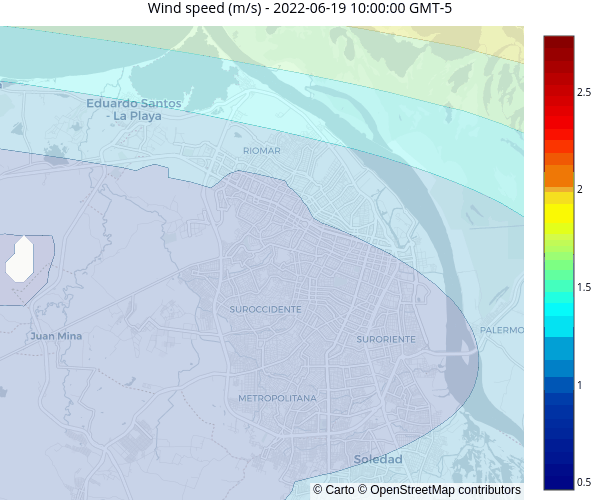 Wind speed (m/s) - 2022-06-19 10:00:00 GMT-5
Eduardo Santos
- La Playa
RIOMAR
SUROCCIDENTE
Juan Mina
SURORIENTE
PALERMO
METROPOLITANA
Soledad
© Carto © OpenStreetMap contributors
2.5
2
1.5
1
0.5